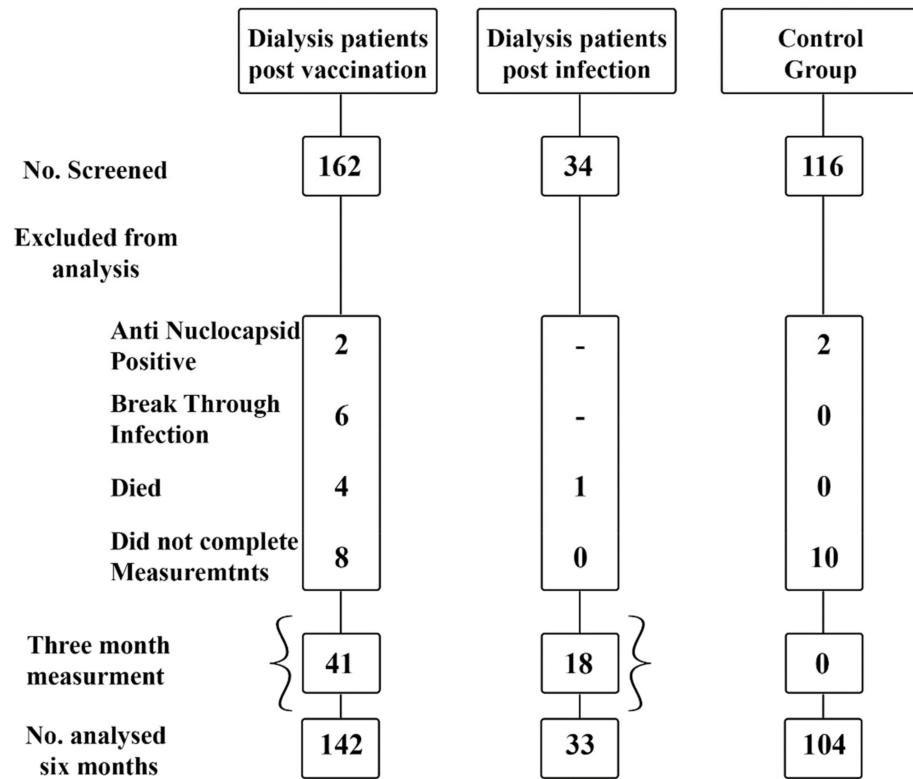 Dialysis patients
post vaccination
Dialysis patients
post infection
Control
Group
No. Screened 162 34 116
Excluded from
analysis
Anti Nuclocapsid
Positive 2 - 2
Break Through
Infection 6 - 0
Died 4 1 0
Did not complete
Measuremtnts 8 0 10
Three month
measurment 41 18 0
No. analysed
six months 142 33 104